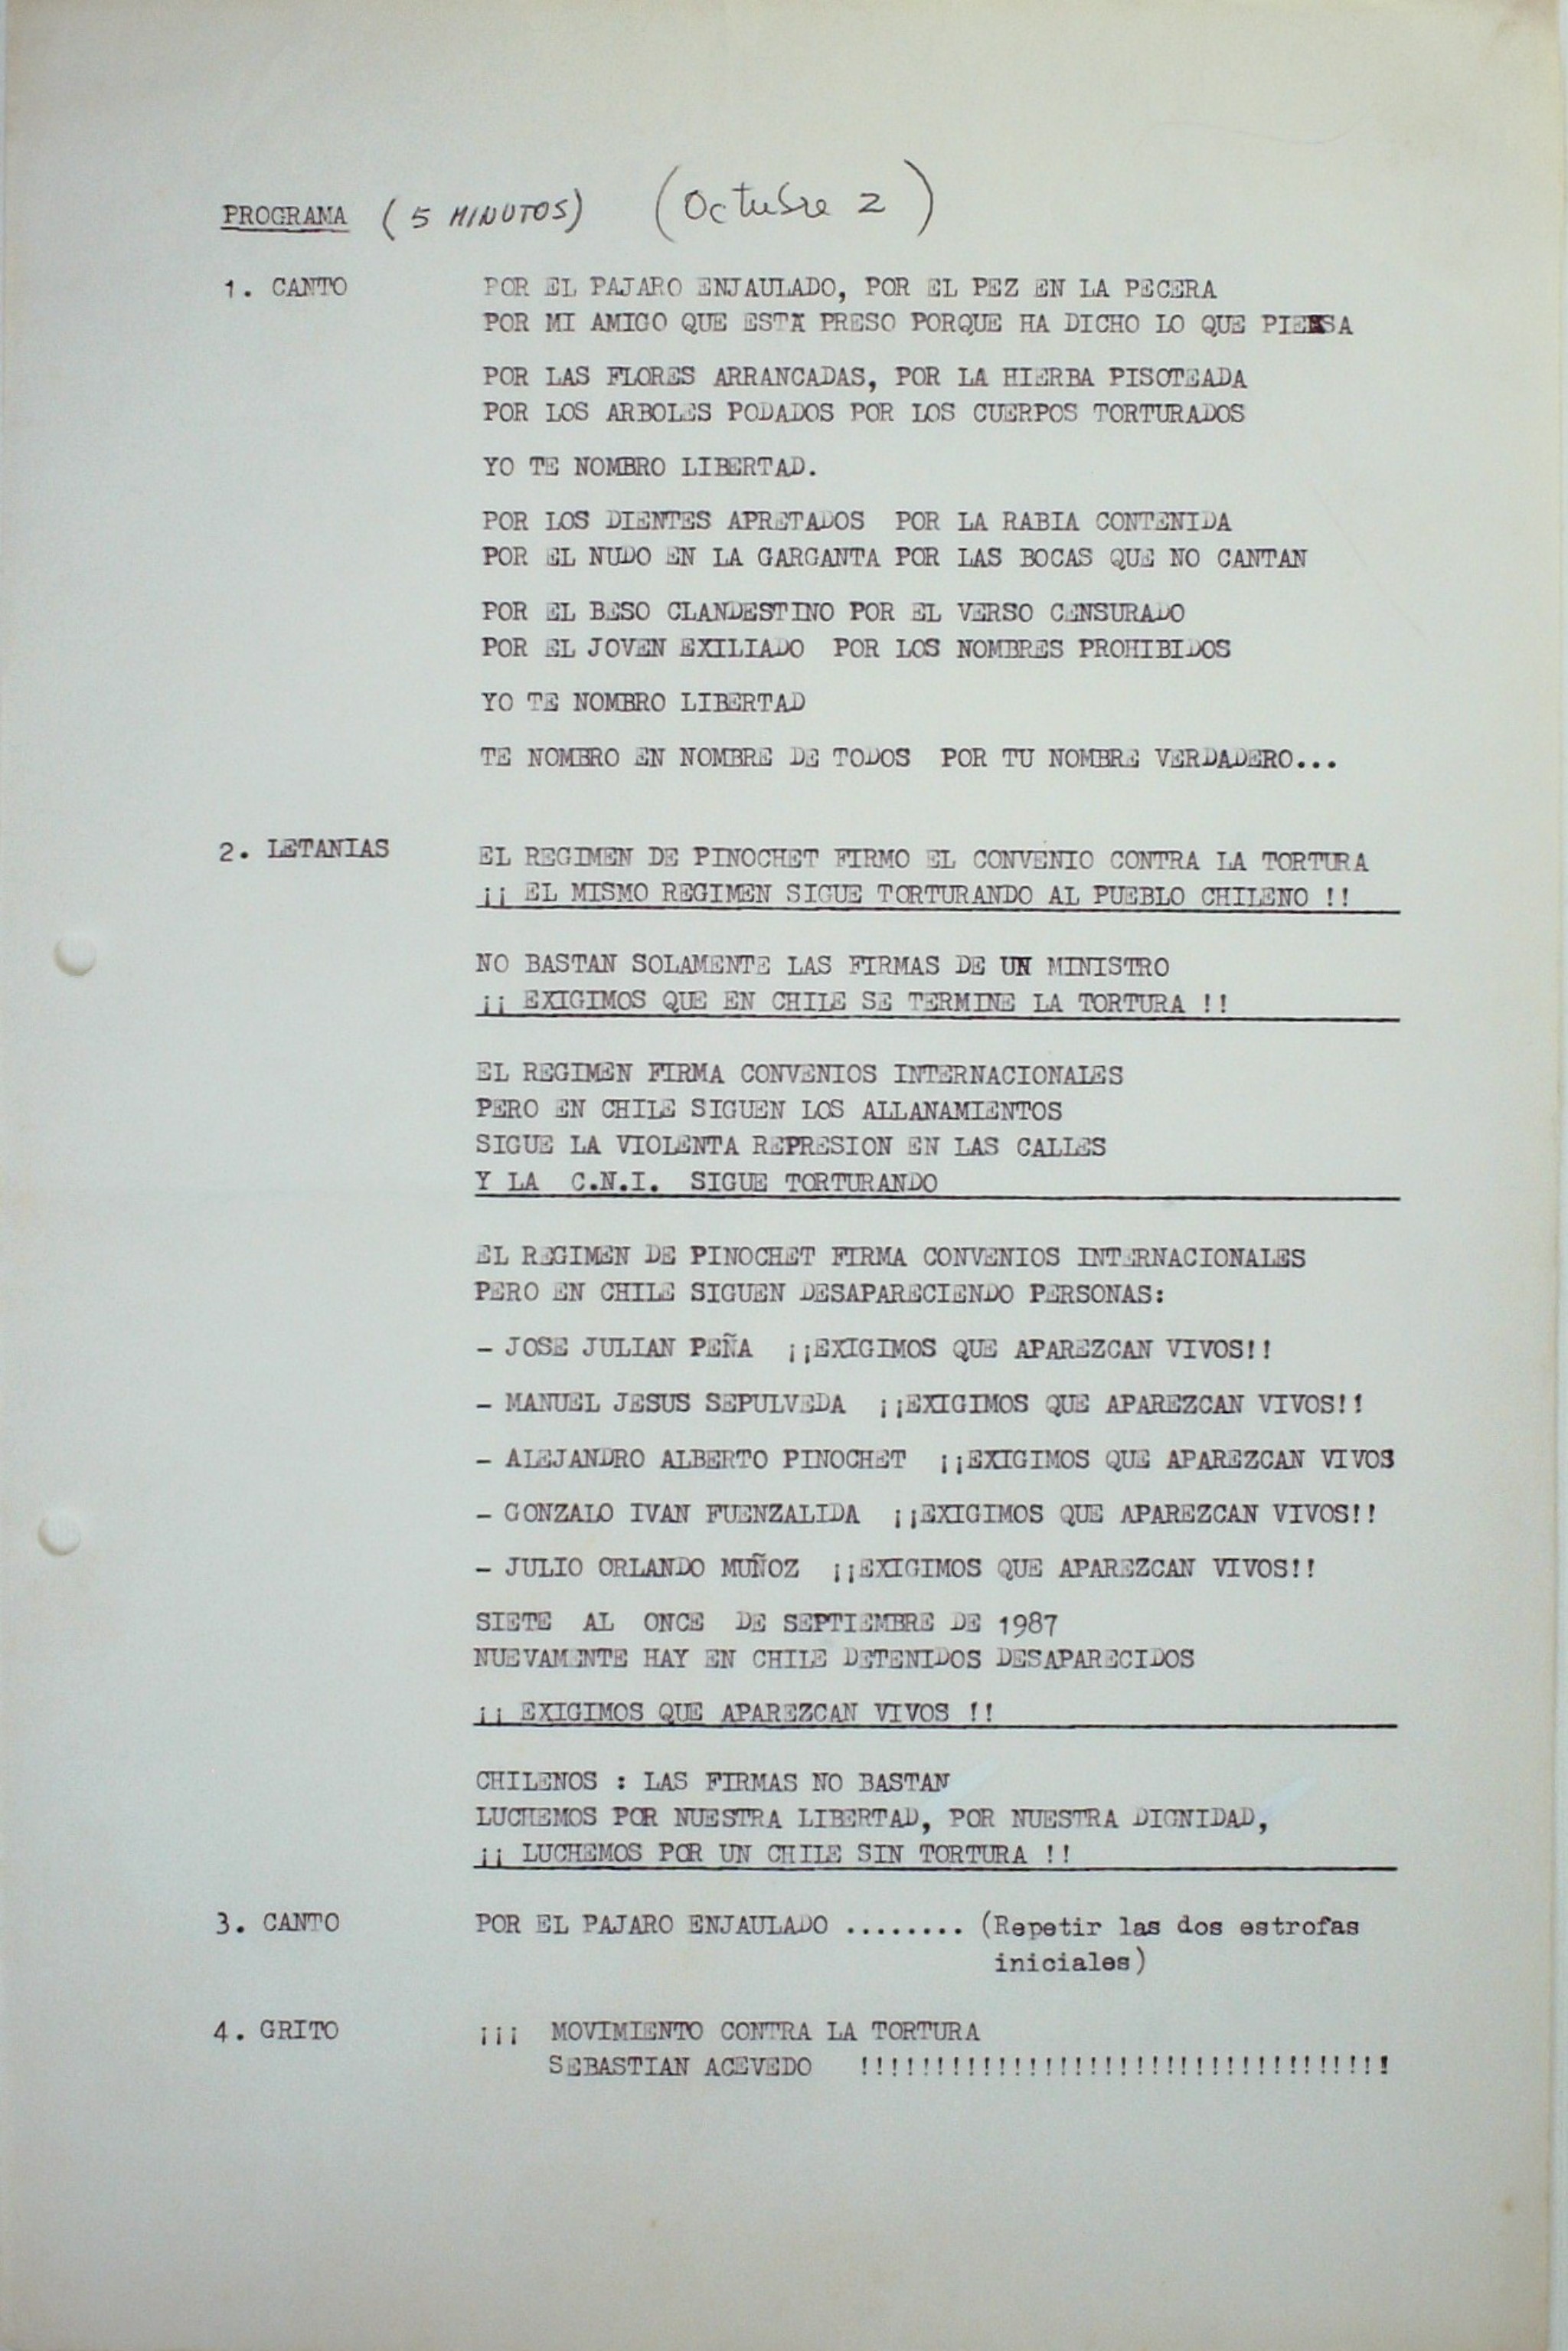 PROGRAMA (5 MINUTOS) (Octubre 2)
1. CANTO POR EL PAJARO ENJAULADO, POR EL PEZ EN LA PECERA
POR MI AMIGO QUE ESTA PRESO PORQUE HA DICHO LO QUE PIENSA
POR LAS FLORES ARRANCADAS, POR LA HIERBA PISOTEADA
POR LOS ARBOLES PODADOS POR LOS CUERPOS TORTURADOS
YO TE NOMBRO LIBERTAD.
POR LOS DIENTES APRETADOS POR LA RABIA CONTENIDA
POR EL NUDO EN LA GARGANTA POR LAS BOCAS QUE NO CANTAN
POR EL BESO CLANDESTINO POR EL VERSO CENSURADO
POR EL JOVEN EXILIADO POR LOS NOMBRES PROHIBIDOS
YO TE NOMBRO LIBERTAD
TE NOMBRO EN NOMBRE DE TODOS POR TU NOMBRE VERDADERO...
2. LETANIAS EL REGIMEN DE PINOCHET FIRMO EL CONVENIO CONTRA LA TORTURA
¡¡ EL MISMO REGIMEN SIGUE TORTURANDO AL PUEBLO CHILENO !!
NO BASTAN SOLAMENTE LAS FIRMAS DE UN MINISTRO
¡¡ EXIGIMOS QUE EN CHILE SE TERMINE LA TORTURA !!
EL REGIMEN FIRMA CONVENIOS INTERNACIONALES
PERO EN CHILE SIGUEN LOS ALLANAMIENTOS
SIGUE LA VIOLENTA REPRESION EN LAS CALLES
Y LA C.N.I. SIGUE TORTURANDO
EL REGIMEN DE PINOCHET FIRMA CONVENIOS INTERNACIONALES
PERO EN CHILE SIGUEN DESAPARECIENDO PERSONAS:
- JOSE JULIAN PEÑA ¡¡EXIGIMOS QUE APAREZCAN VIVOS!!
- MANUEL JESUS SEPULVEDA ¡¡EXIGIMOS QUE APAREZCAN VIVOS!!
- ALEJANDRO ALBERTO PINOCHET ¡¡EXIGIMOS QUE APAREZCAN VIVOS
- GONZALO IVAN FUENZALIDA ¡¡EXIGIMOS QUE APAREZCAN VIVOS!!
- JULIO ORLANDO MUÑOZ ¡¡EXIGIMOS QUE APAREZCAN VIVOS!!
SIETE AL ONCE DE SEPTIEMBRE DE 1987
NUEVAMENTE HAY EN CHILE DETENIDOS DESAPARECIDOS
¡¡ EXIGIMOS QUE APAREZCAN VIVOS !!
CHILENOS : LAS FIRMAS NO BASTAN
LUCHEMOS POR NUESTRA LIBERTAD, POR NUESTRA DIGNIDAD,
¡¡ LUCHEMOS POR UN CHILE SIN TORTURA !!
3. CANTO POR EL PAJARO ENJAULADO ........ (Repetir las dos estrofas
iniciales)
4. GRITO ¡¡¡ MOVIMIENTO CONTRA LA TORTURA
SEBASTIAN ACEVEDO !!!!!!!!!!!!!!!!!!!!!!!!!!!!!!!!!!!